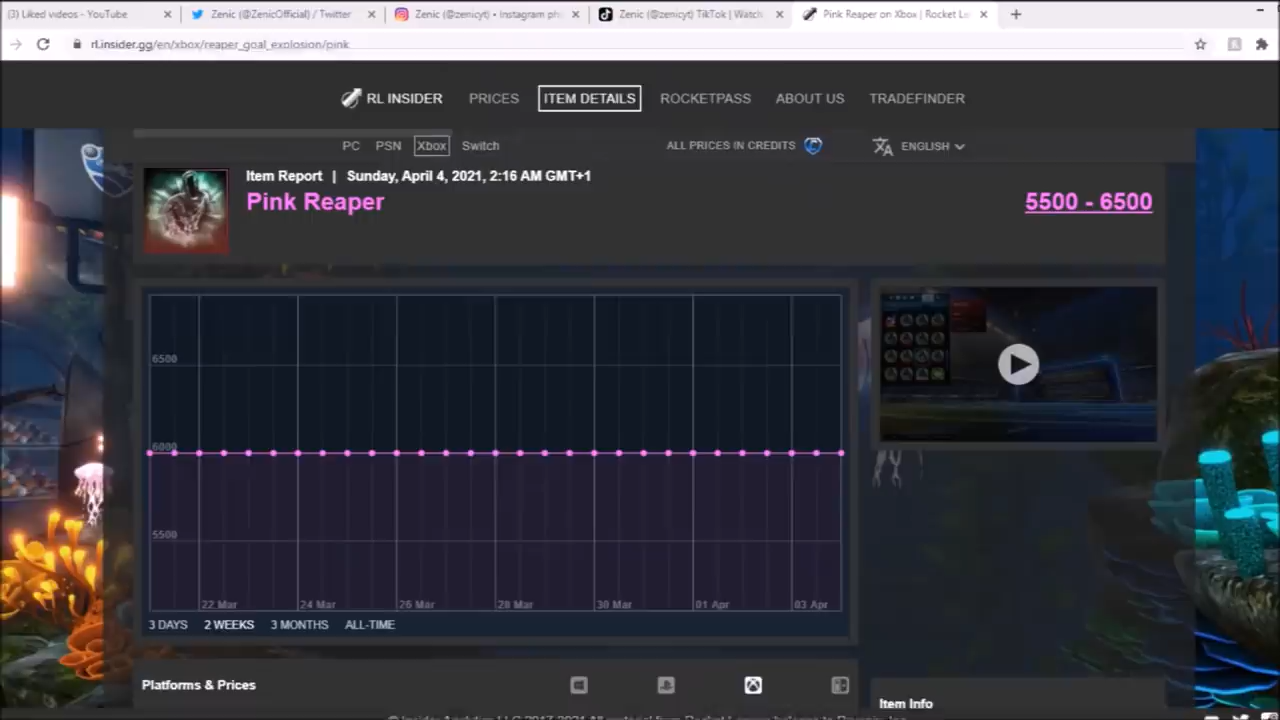 (3) Liked videos - YouTube
Zenic (@ZenicOfficial) / Twitter
Zenic (@zenicyt) • Instagram ph
Zenic (@zenicyt) TikTok | Watch
Pink Reaper on Xbox | Rocket Le
rl.insider.gg/en/xbox/reaper_goal_explosion/pink
RL INSIDER
PRICES
ITEM DETAILS
ROCKETPASS
ABOUT US
TRADEFINDER
PC
PSN
Xbox
Switch
ALL PRICES IN CREDITS
ENGLISH
Item Report | Sunday, April 4, 2021, 2:16 AM GMT+1
Pink Reaper
5500 - 6500
6500
6000
5500
22 Mar
24 Mar
26 Mar
28 Mar
30 Mar
01 Apr
03 Apr
3 DAYS
2 WEEKS
3 MONTHS
ALL-TIME
Platforms & Prices
Item Info